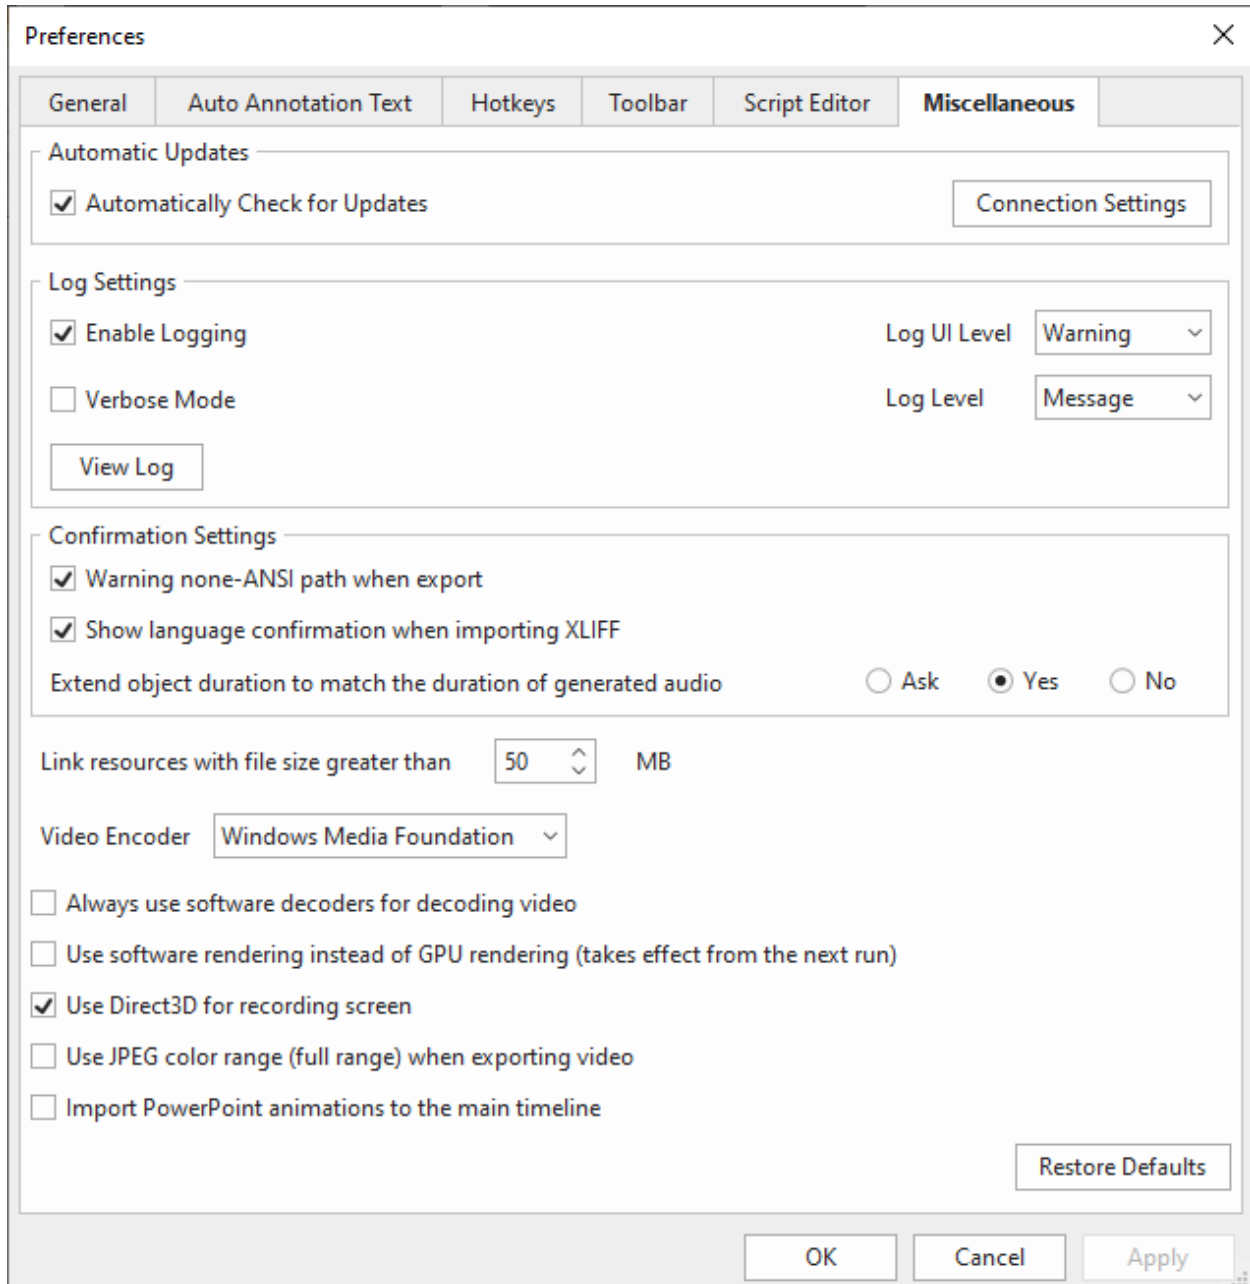 Preferences
General Auto Annotation Text Hotkeys Toolbar Script Editor Miscellaneous
Automatic Updates
Automatically Check for Updates Connection Settings
Log Settings
Enable Logging Log UI Level Warning
Verbose Mode Log Level Message
View Log
Confirmation Settings
Warning none-ANSI path when export
Show language confirmation when importing XLIFF
Extend object duration to match the duration of generated audio Ask Yes No
Link resources with file size greater than 50 MB
Video Encoder Windows Media Foundation
Always use software decoders for decoding video
Use software rendering instead of GPU rendering (takes effect from the next run)
Use Direct3D for recording screen
Use JPEG color range (full range) when exporting video
Import PowerPoint animations to the main timeline
Restore Defaults
OK Cancel Apply